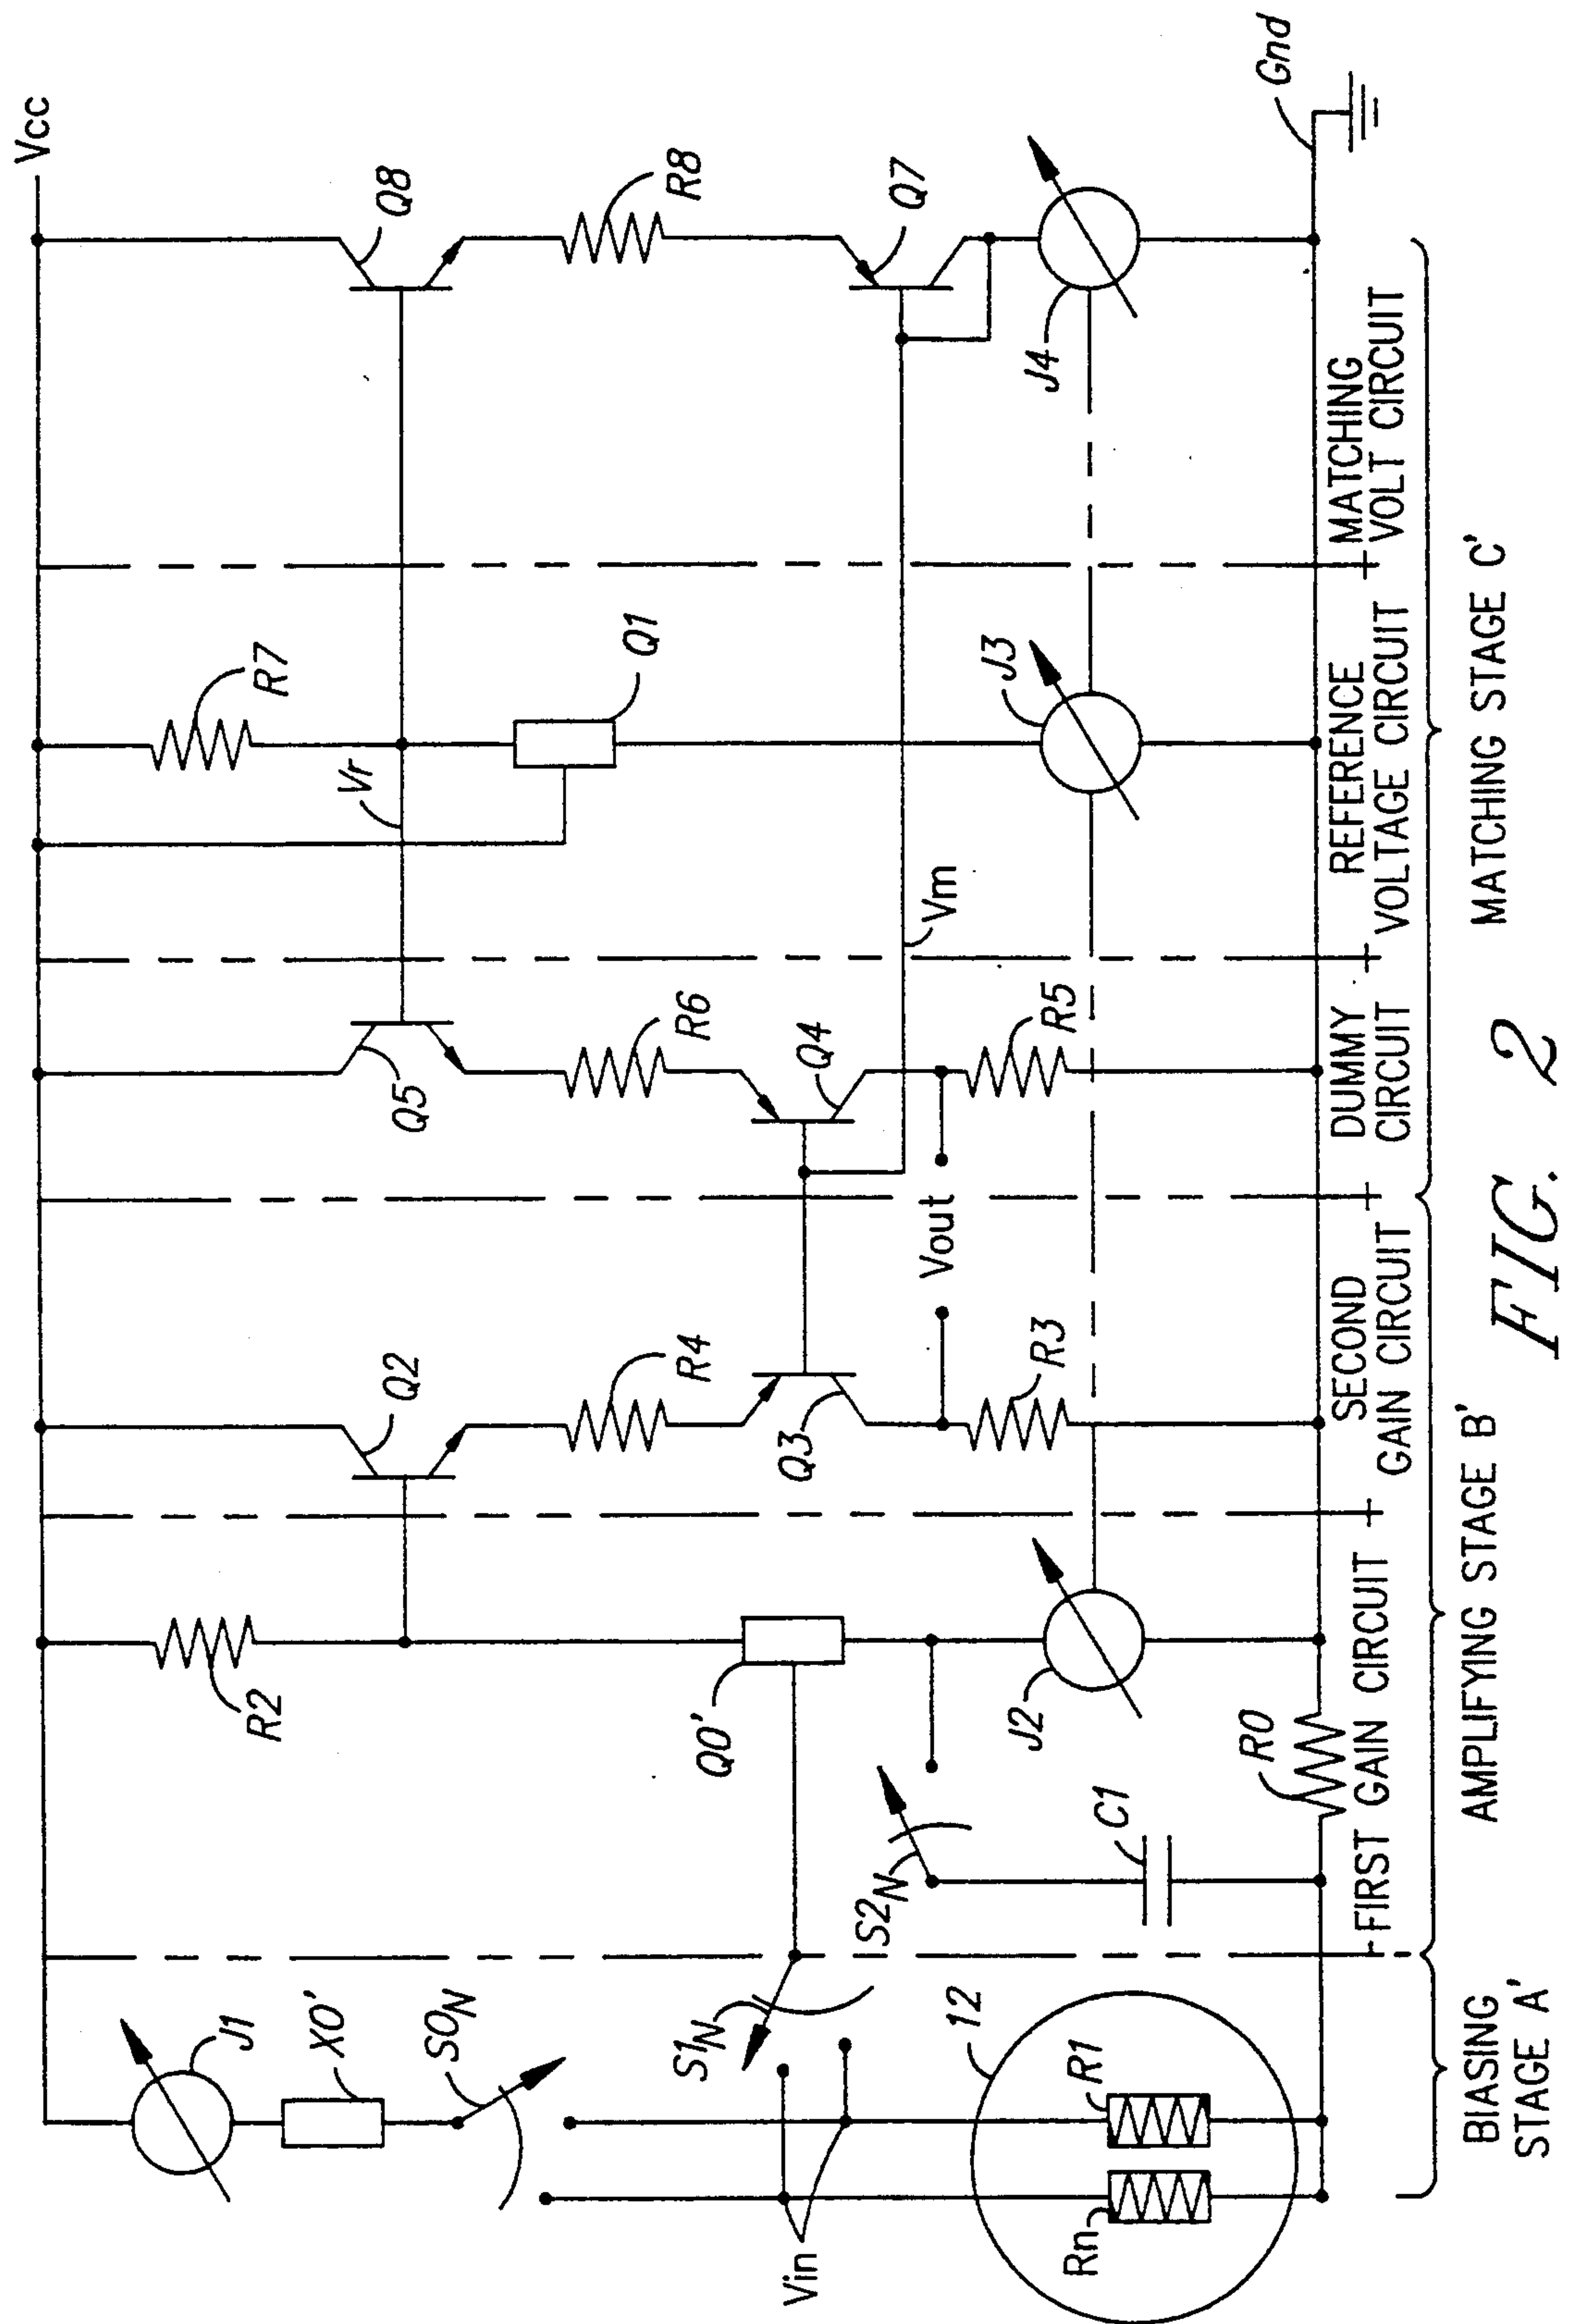 Vcc
J1
X0'
S0N
S1N
Vin
12
R1
Rn
R2
Q0'
S2N
C1
J2
R0
Q2
R4
Q3
R3
Vout
Q5
R6
Q4
R5
Vr
R7
Q1
Vm
J3
Q8
R8
Q7
J4
Gnd
BIASING
STAGE A'
FIRST GAIN CIRCUIT
SECOND
GAIN CIRCUIT
AMPLIFYING STAGE B'
DUMMY
CIRCUIT
REFERENCE
VOLTAGE CIRCUIT
MATCHING
VOLT CIRCUIT
MATCHING STAGE C'
FIG. 2